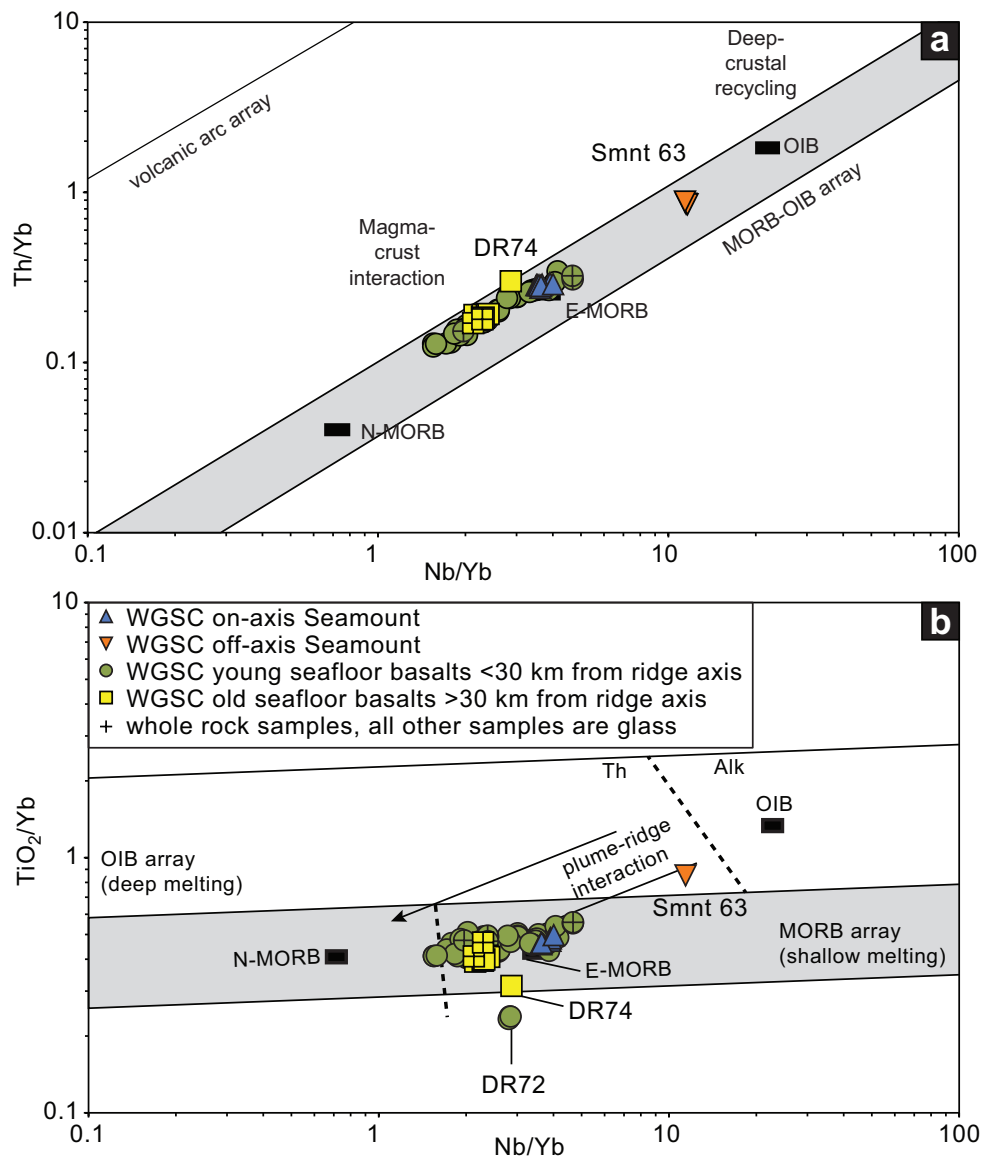 10
a
Deep-
crustal
recycling
volcanic arc array
OIB
Smnt 63
1
MORB-OIB array
Magma-
crust
interaction
DR74
Th/Yb
E-MORB
0.1
N-MORB
0.01
0.1
1
10
100
Nb/Yb
10
b
WGSC on-axis Seamount
WGSC off-axis Seamount
WGSC young seafloor basalts <30 km from ridge axis
WGSC old seafloor basalts >30 km from ridge axis
+ whole rock samples, all other samples are glass
Th
Alk
OIB
plume-ridge
interaction
TiO₂/Yb
1
OIB array
(deep melting)
Smnt 63
MORB array
(shallow melting)
N-MORB
E-MORB
DR74
DR72
0.1
0.1
1
10
100
Nb/Yb